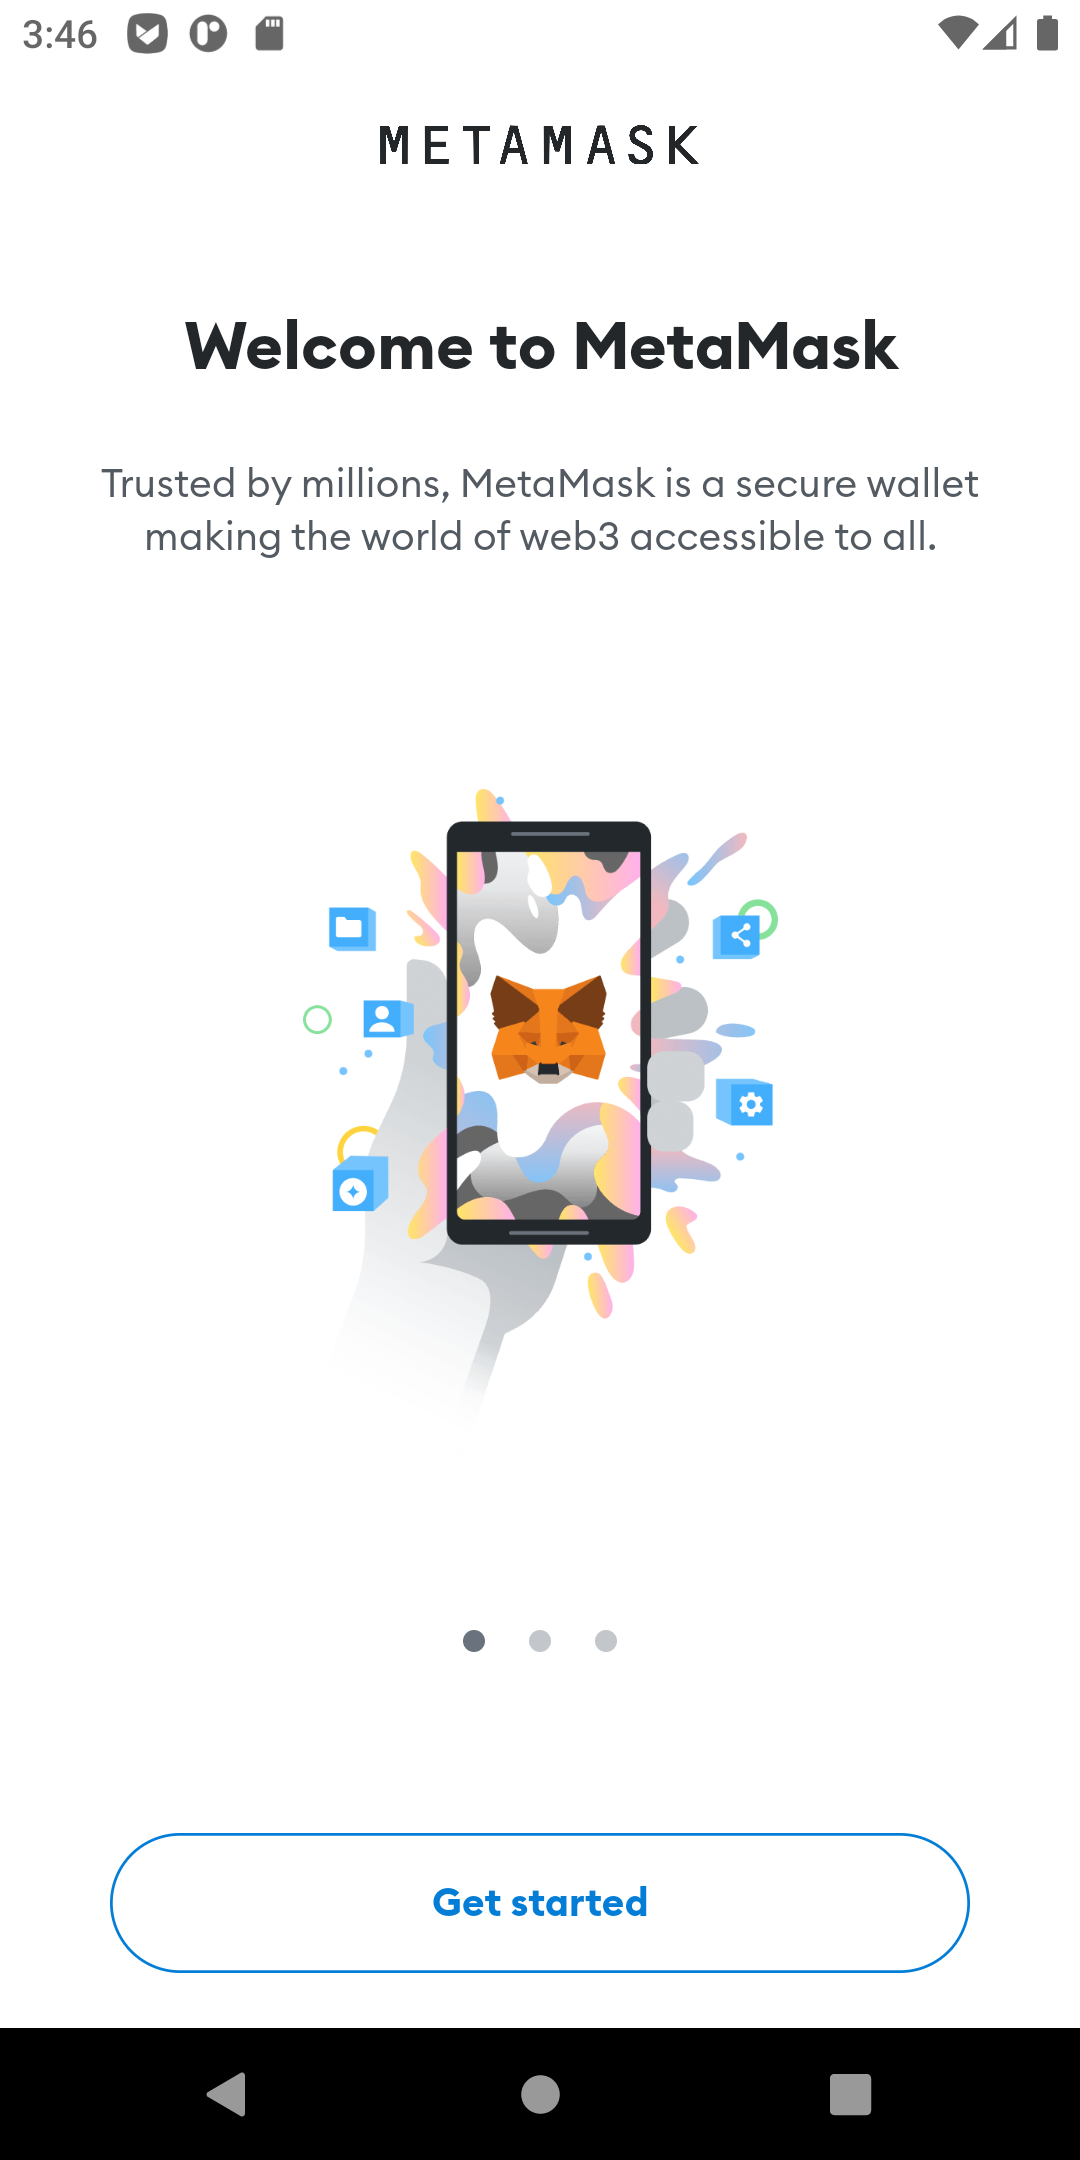 3:46
METAMASK
Welcome to MetaMask
Trusted by millions, MetaMask is a secure wallet
making the world of web3 accessible to all.
Get started